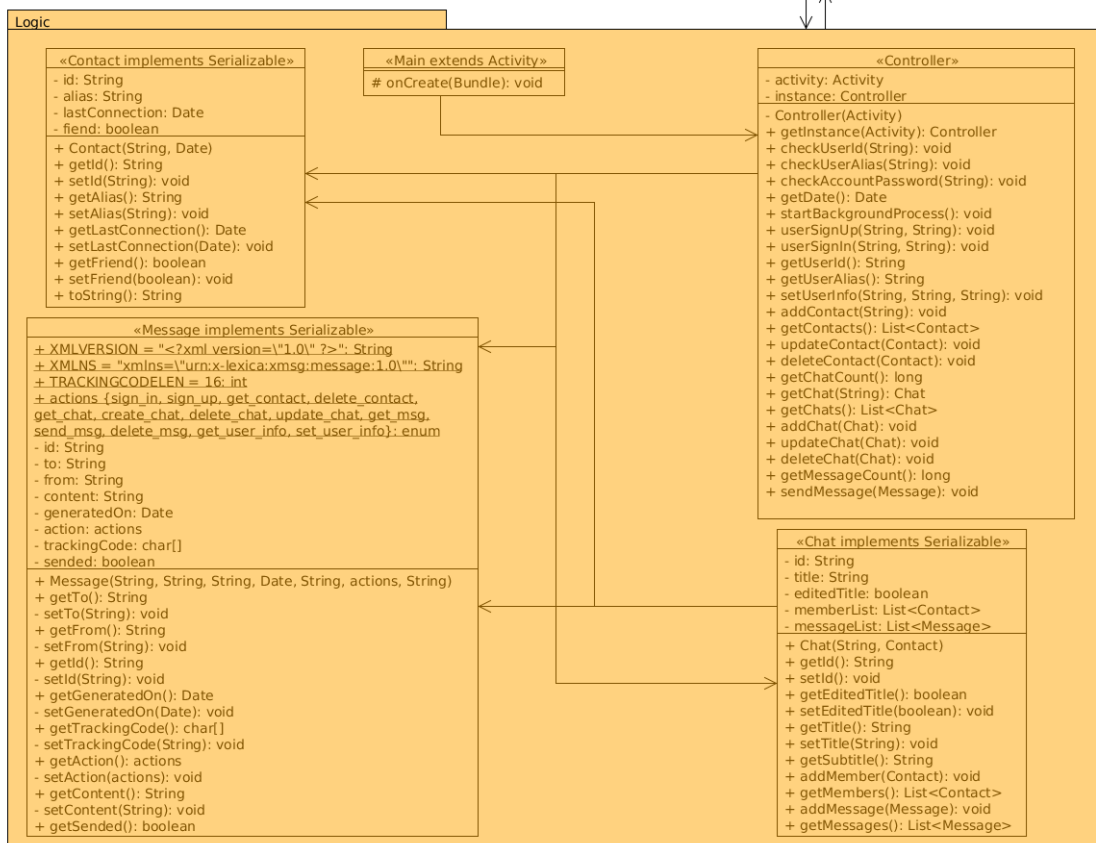 Logic
«Contact implements Serializable»
- id: String
- alias: String
- lastConnection: Date
- fiend: boolean
+ Contact(String, Date)
+ getId(): String
+ setId(String): void
+ getAlias(): String
+ setAlias(String): void
+ getLastConnection(): Date
+ setLastConnection(Date): void
+ getFriend(): boolean
+ setFriend(boolean): void
+ toString(): String
«Main extends Activity»
# onCreate(Bundle): void
«Controller»
- activity: Activity
- instance: Controller
- Controller(Activity)
+ getInstance(Activity): Controller
+ checkUserId(String): void
+ checkUserAlias(String): void
+ checkAccountPassword(String): void
+ getDate(): Date
+ startBackgroundProcess(): void
+ userSignUp(String, String): void
+ userSignIn(String, String): void
+ getUserId(): String
+ getUserAlias(): String
+ setUserInfo(String, String, String): void
+ addContact(String): void
+ getContacts(): List<Contact>
+ updateContact(Contact): void
+ deleteContact(Contact): void
+ getChatCount(): long
+ getChat(String): Chat
+ getChats(): List<Chat>
+ addChat(Chat): void
+ updateChat(Chat): void
+ deleteChat(Chat): void
+ getMessageCount(): long
+ sendMessage(Message): void
«Message implements Serializable»
+ XMLVERSION = "<?xml version=\"1.0\" ?>": String
+ XMLNS = "xmlns=\"urn:x-lexica:xmsg:message:1.0\"": String
+ TRACKINGCODELEN = 16: int
+ actions {sign_in, sign_up, get_contact, delete_contact,
get_chat, create_chat, delete_chat, update_chat, get_msg,
send_msg, delete_msg, get_user_info, set_user_info}: enum
- id: String
- to: String
- from: String
- content: String
- generatedOn: Date
- action: actions
- trackingCode: char[]
- sended: boolean
+ Message(String, String, String, Date, String, actions, String)
+ getTo(): String
- setTo(String): void
+ getFrom(): String
- setFrom(String): void
+ getId(): String
- setId(String): void
+ getGeneratedOn(): Date
- setGeneratedOn(Date): void
+ getTrackingCode(): char[]
- setTrackingCode(String): void
+ getAction(): actions
- setAction(actions): void
+ getContent(): String
- setContent(String): void
+ getSended(): boolean
«Chat implements Serializable»
- id: String
- title: String
- editedTitle: boolean
- memberList: List<Contact>
- messageList: List<Message>
+ Chat(String, Contact)
+ getId(): String
+ setId(): void
+ getEditedTitle(): boolean
+ setEditedTitle(boolean): void
+ getTitle(): String
+ setTitle(String): void
+ getSubtitle(): String
+ addMember(Contact): void
+ getMembers(): List<Contact>
+ addMessage(Message): void
+ getMessages(): List<Message>